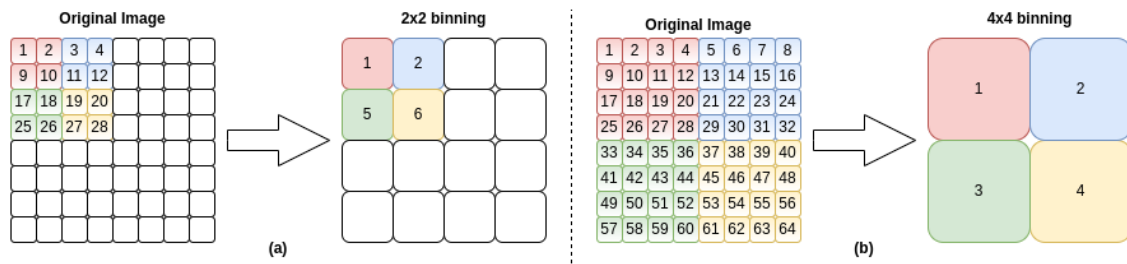 Original Image
1 2 3 4
9 10 11 12
17 18 19 20
25 26 27 28
2x2 binning
1 2
5 6
(a)
Original Image
1 2 3 4 5 6 7 8
9 10 11 12 13 14 15 16
17 18 19 20 21 22 23 24
25 26 27 28 29 30 31 32
33 34 35 36 37 38 39 40
41 42 43 44 45 46 47 48
49 50 51 52 53 54 55 56
57 58 59 60 61 62 63 64
4x4 binning
1 2
3 4
(b)